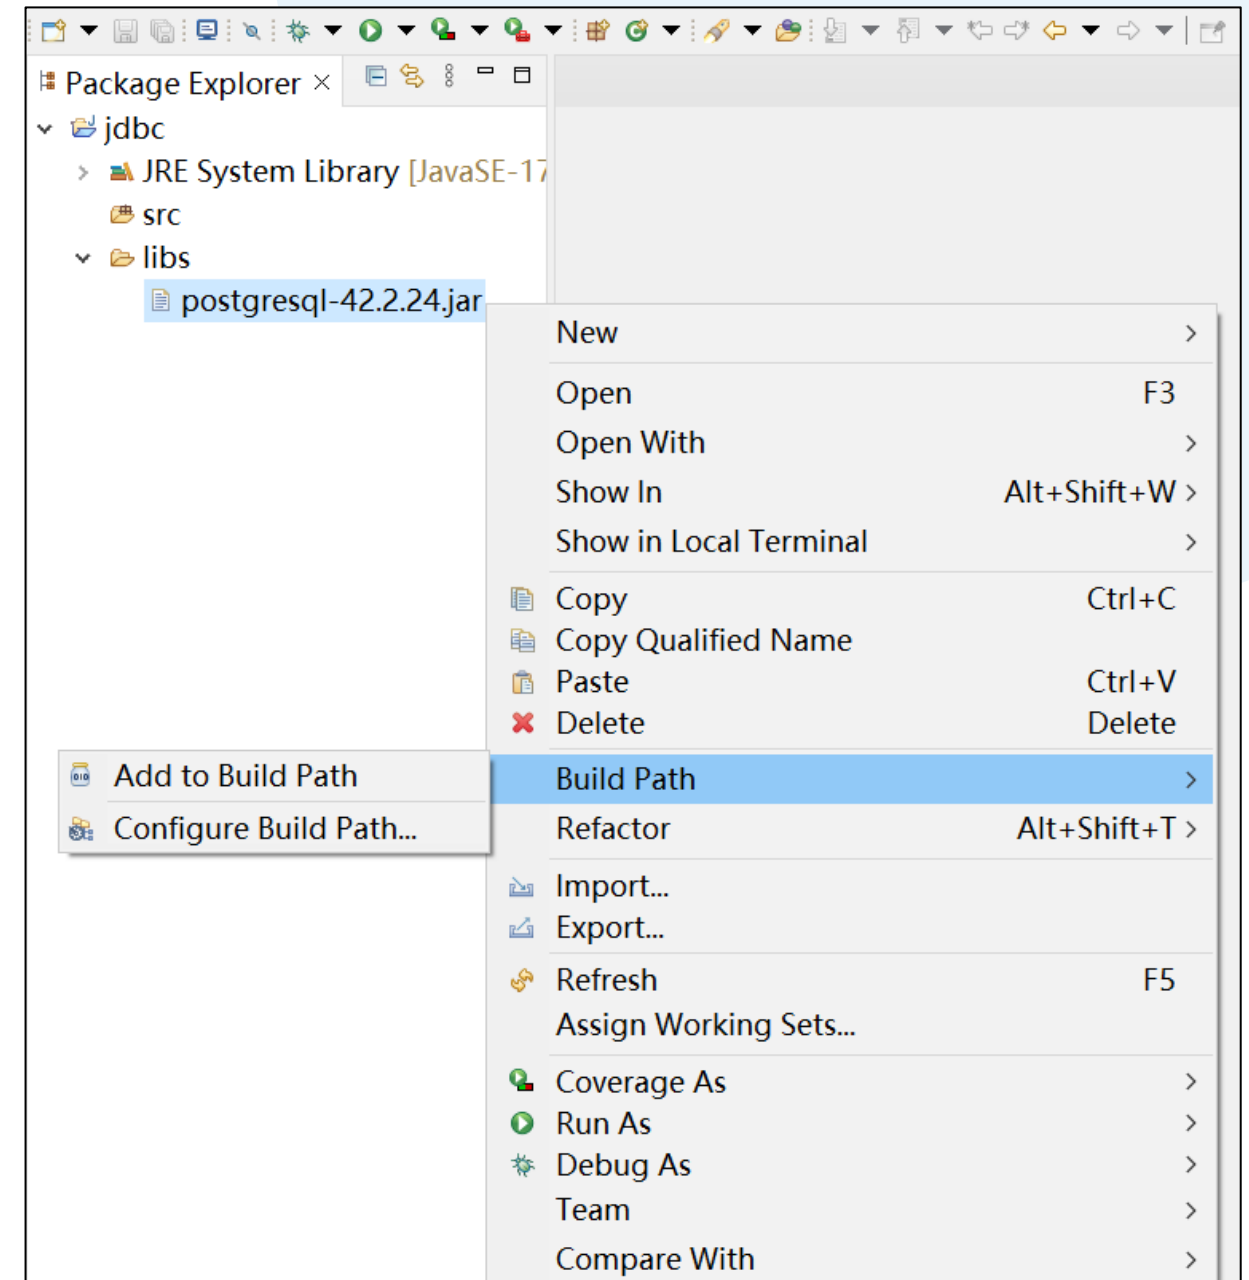 Package Explorer
jdbc
JRE System Library [JavaSE-17
src
libs
postgresql-42.2.24.jar
New
Open F3
Open With
Show In Alt+Shift+W
Show in Local Terminal
Copy Ctrl+C
Copy Qualified Name
Paste Ctrl+V
Delete Delete
Build Path
Add to Build Path
Configure Build Path...
Refactor Alt+Shift+T
Import...
Export...
Refresh F5
Assign Working Sets...
Coverage As
Run As
Debug As
Team
Compare With